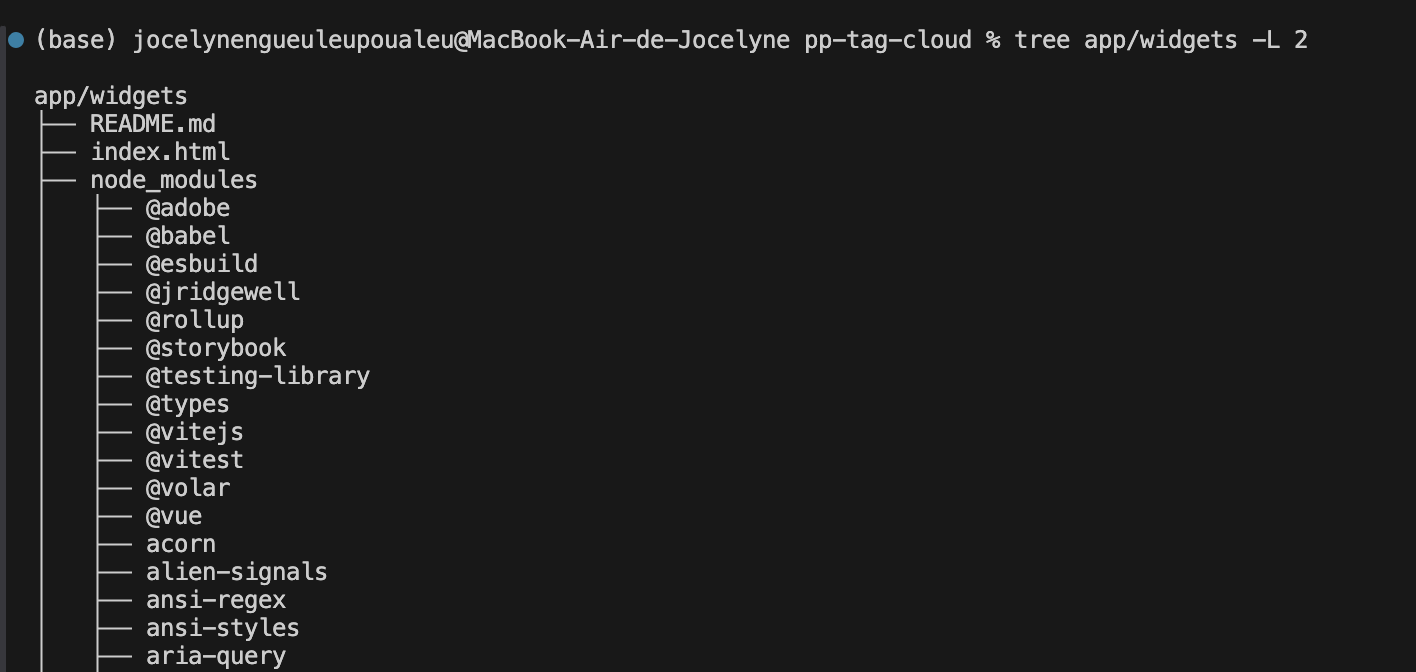 (base) jocelynengueuleupoualeu@MacBook-Air-de-Jocelyne pp-tag-cloud % tree app/widgets -L 2
app/widgets
├── README.md
├── index.html
├── node_modules
│   ├── @adobe
│   ├── @babel
│   ├── @esbuild
│   ├── @jridgewell
│   ├── @rollup
│   ├── @storybook
│   ├── @testing-library
│   ├── @types
│   ├── @vitejs
│   ├── @vitest
│   ├── @volar
│   ├── @vue
│   ├── acorn
│   ├── alien-signals
│   ├── ansi-regex
│   ├── ansi-styles
│   ├── aria-query